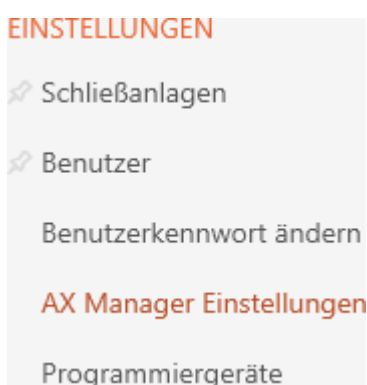 EINSTELLUNGEN
Schließanlagen
Benutzer
Benutzerkennwort ändern
AX Manager Einstellungen
Programmiergeräte